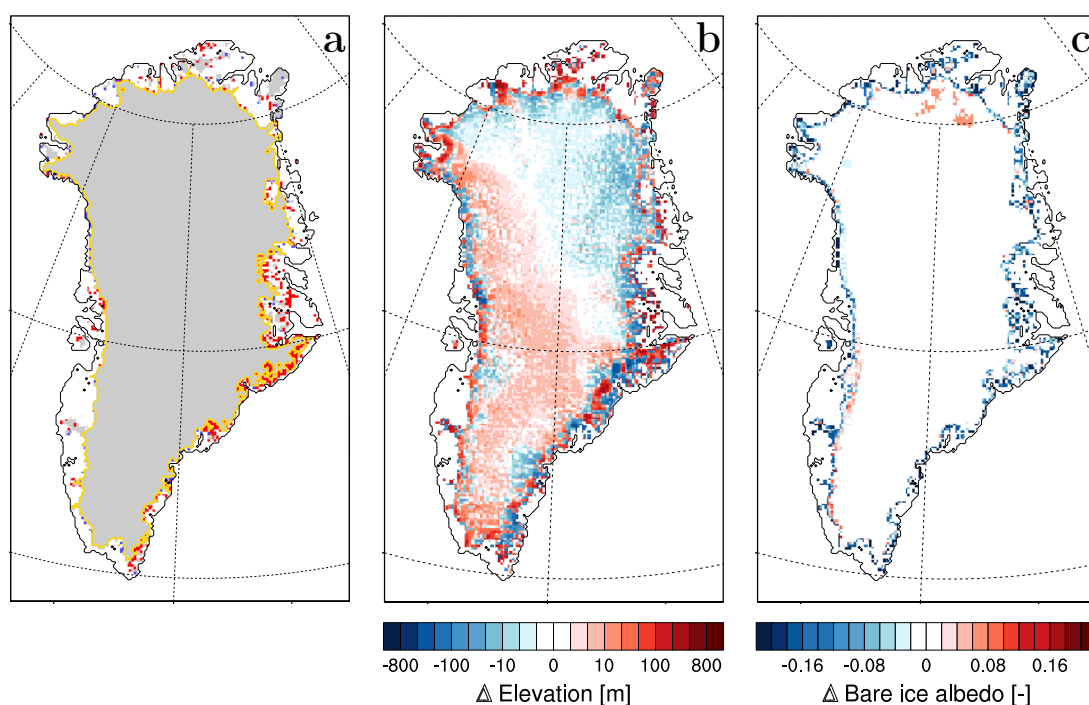 a
b
c
-800 -100 -10 0 10 100 800
Δ Elevation [m]
-0.16 -0.08 0 0.08 0.16
Δ Bare ice albedo [-]